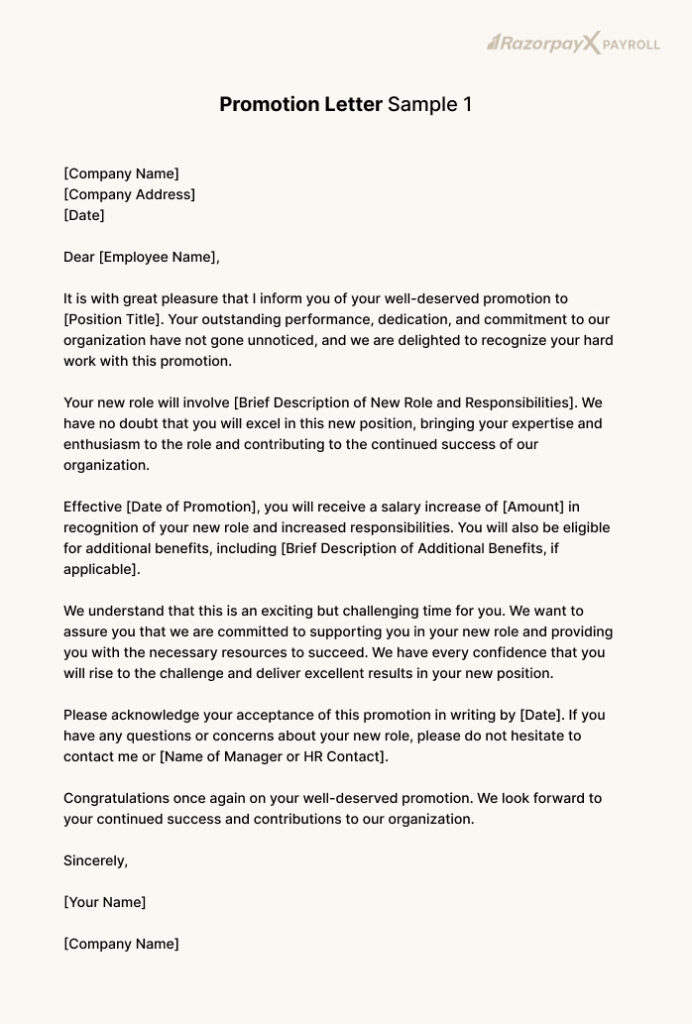 RazorpayX PAYROLL
Promotion Letter Sample 1
[Company Name]
[Company Address]
[Date]
Dear [Employee Name],
It is with great pleasure that I inform you of your well-deserved promotion to
[Position Title]. Your outstanding performance, dedication, and commitment to our
organization have not gone unnoticed, and we are delighted to recognize your hard
work with this promotion.
Your new role will involve [Brief Description of New Role and Responsibilities]. We
have no doubt that you will excel in this new position, bringing your expertise and
enthusiasm to the role and contributing to the continued success of our
organization.
Effective [Date of Promotion], you will receive a salary increase of [Amount] in
recognition of your new role and increased responsibilities. You will also be eligible
for additional benefits, including [Brief Description of Additional Benefits, if
applicable].
We understand that this is an exciting but challenging time for you. We want to
assure you that we are committed to supporting you in your new role and providing
you with the necessary resources to succeed. We have every confidence that you
will rise to the challenge and deliver excellent results in your new position.
Please acknowledge your acceptance of this promotion in writing by [Date]. If you
have any questions or concerns about your new role, please do not hesitate to
contact me or [Name of Manager or HR Contact].
Congratulations once again on your well-deserved promotion. We look forward to
your continued success and contributions to our organization.
Sincerely,
[Your Name]
[Company Name]